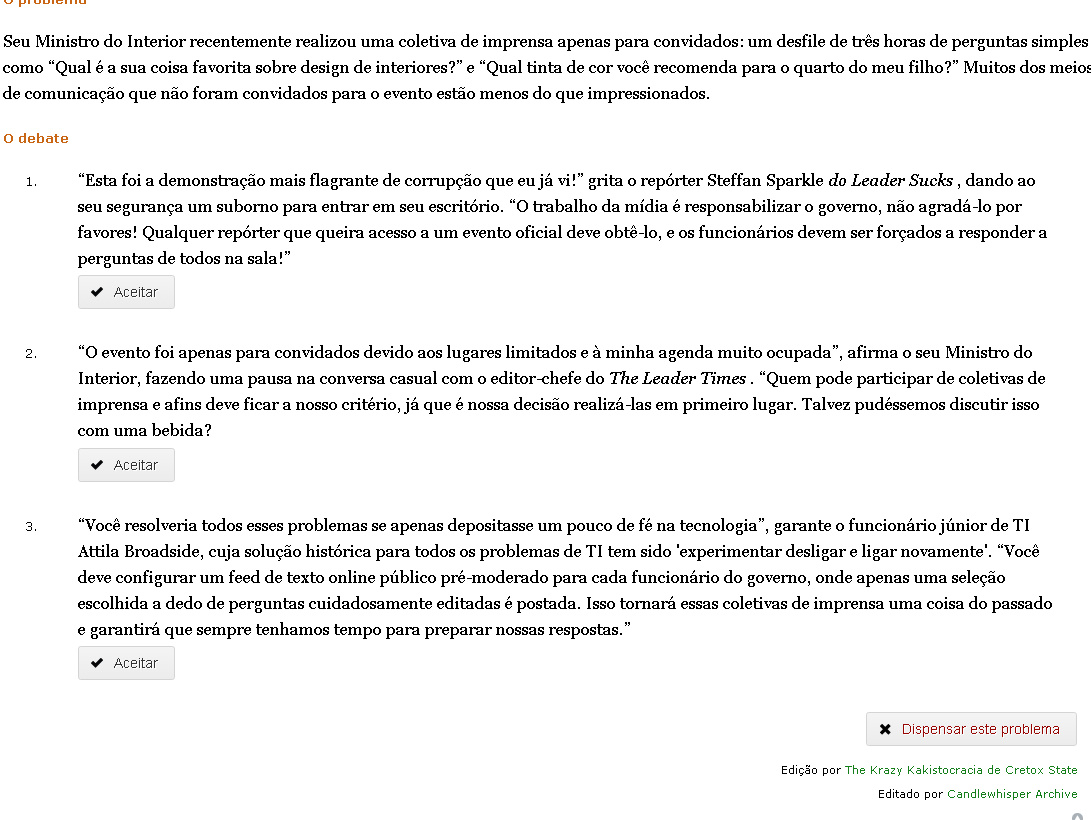 O problema
Seu Ministro do Interior recentemente realizou uma coletiva de imprensa apenas para convidados: um desfile de três horas de perguntas simples
como “Qual é a sua coisa favorita sobre design de interiores?” e “Qual tinta de cor você recomenda para o quarto do meu filho?” Muitos dos meios
de comunicação que não foram convidados para o evento estão menos do que impressionados.
O debate
1. “Esta foi a demonstração mais flagrante de corrupção que eu já vi!” grita o repórter Steffan Sparkle do Leader Sucks , dando ao
seu segurança um suborno para entrar em seu escritório. “O trabalho da mídia é responsabilizar o governo, não agradá-lo por
favores! Qualquer repórter que queira acesso a um evento oficial deve obtê-lo, e os funcionários devem ser forçados a responder a
perguntas de todos na sala!”
Aceitar
2. “O evento foi apenas para convidados devido aos lugares limitados e à minha agenda muito ocupada”, afirma o seu Ministro do
Interior, fazendo uma pausa na conversa casual com o editor-chefe do The Leader Times . “Quem pode participar de coletivas de
imprensa e afins deve ficar a nosso critério, já que é nossa decisão realizá-las em primeiro lugar. Talvez pudéssemos discutir isso
com uma bebida?
Aceitar
3. “Você resolveria todos esses problemas se apenas depositasse um pouco de fé na tecnologia”, garante o funcionário júnior de TI
Attila Broadside, cuja solução histórica para todos os problemas de TI tem sido 'experimentar desligar e ligar novamente'. “Você
deve configurar um feed de texto online público pré-moderado para cada funcionário do governo, onde apenas uma seleção
escolhida a dedo de perguntas cuidadosamente editadas é postada. Isso tornará essas coletivas de imprensa uma coisa do passado
e garantirá que sempre tenhamos tempo para preparar nossas respostas.”
Aceitar
Dispensar este problema
Edição por The Krazy Kakistocracia de Cretox State
Editado por Candlewhisper Archive